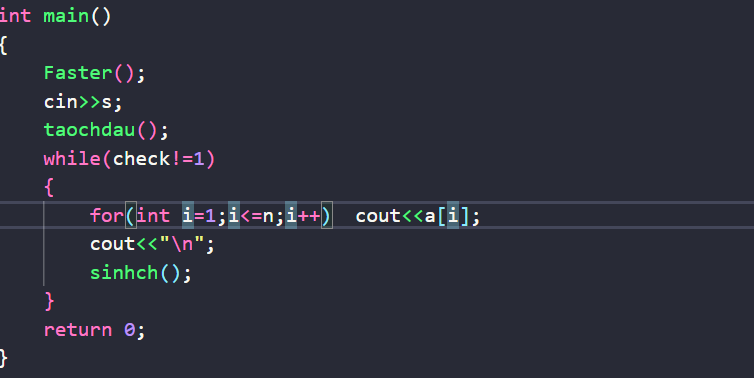 int main()
{
    Faster();
    cin>>s;
    taochdau();
    while(check!=1)
    {
        for(int i=1;i<=n;i++)  cout<<a[i];
        cout<<"\n";
        sinhch();
    }
    return 0;
}